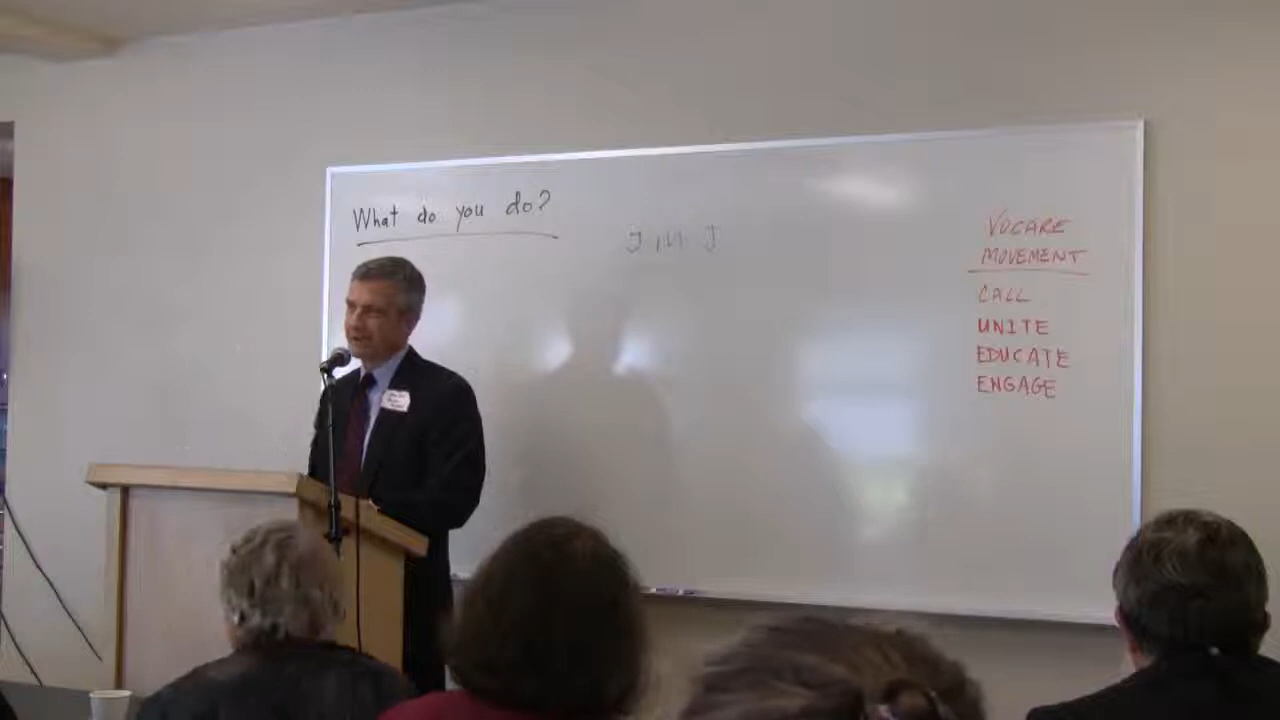 What do you do?
VOCARE
MOVEMENT
CALL
UNITE
EDUCATE
ENGAGE